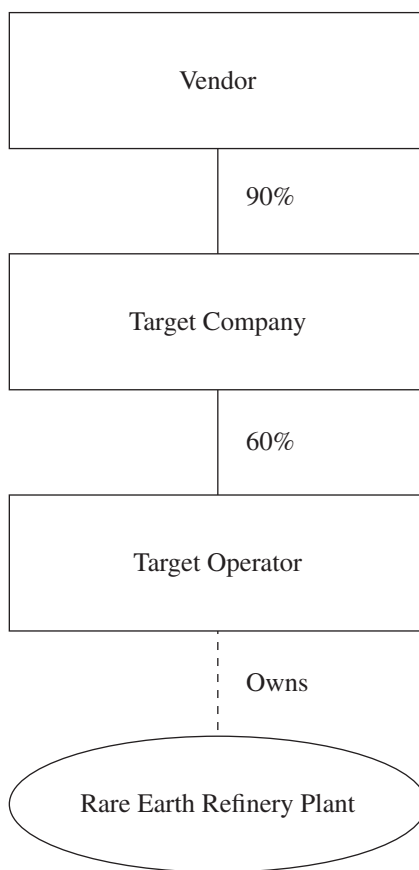 Vendor
90%
Target Company
60%
Target Operator
Owns
Rare Earth Refinery Plant